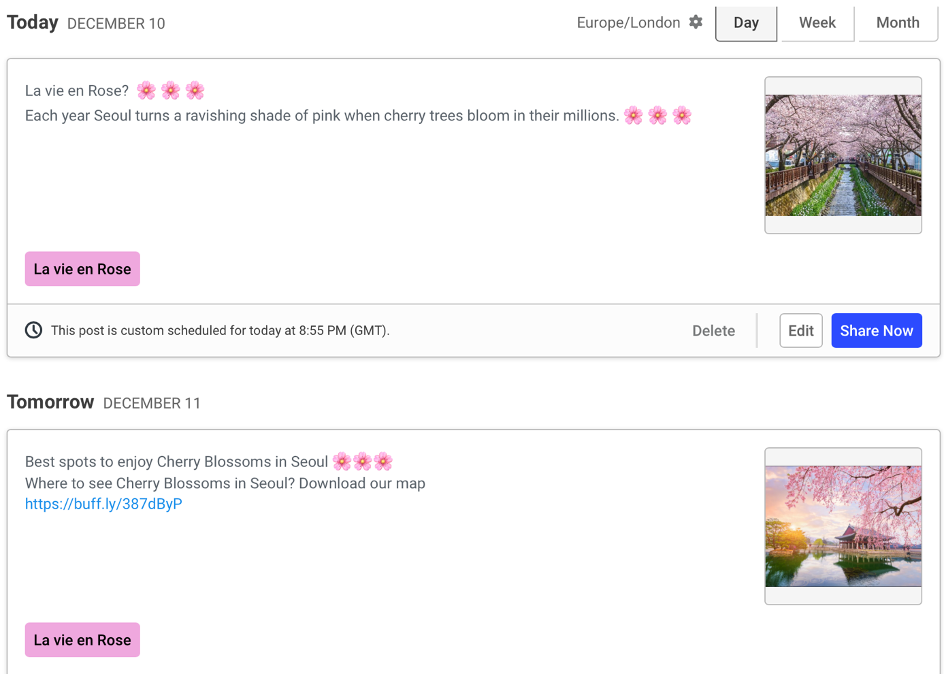 Today DECEMBER 10
Europe/London Day Week Month
La vie en Rose? 🌸 🌸 🌸
Each year Seoul turns a ravishing shade of pink when cherry trees bloom in their millions. 🌸 🌸 🌸
La vie en Rose
This post is custom scheduled for today at 8:55 PM (GMT).
Delete Edit Share Now
Tomorrow DECEMBER 11
Best spots to enjoy Cherry Blossoms in Seoul 🌸🌸🌸
Where to see Cherry Blossoms in Seoul? Download our map
https://buff.ly/387dByP
La vie en Rose